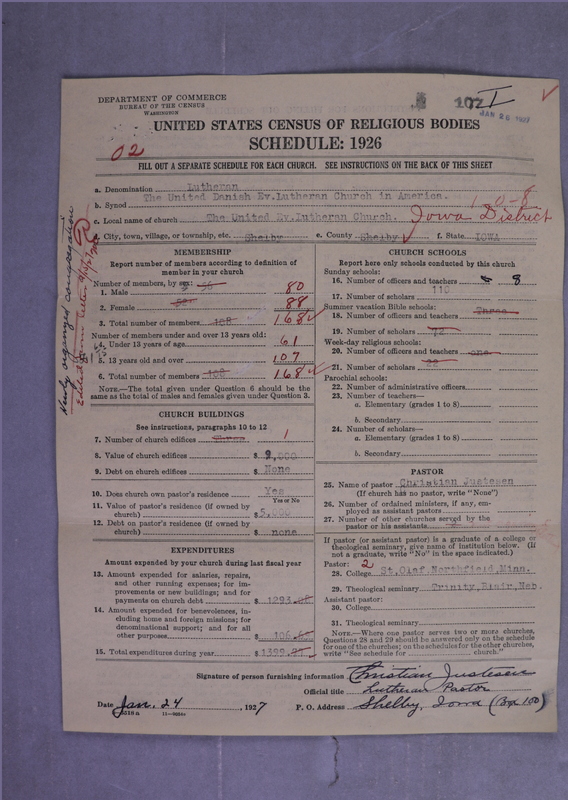 DEPARTMENT OF COMMERCE
BUREAU OF THE CENSUS
WASHINGTON
107 I
JAN 26 1927
UNITED STATES CENSUS OF RELIGIOUS BODIES
SCHEDULE: 1926
02
FILL OUT A SEPARATE SCHEDULE FOR EACH CHURCH. SEE INSTRUCTIONS ON THE BACK OF THIS SHEET
a. Denomination Lutheran
b. Synod The United Danish Ev.Lutheran Church in America. 1-0-8
c. Local name of church The United Ev.Lutheran Church. Iowa District
d. City, town, village, or township, etc. Shelby e. County Shelby f. State IOWA
Newly organized congregation
MEMBERSHIP
Report number of members according to definition of
member in your church
Number of members, by sex:
1. Male 80
2. Female 88
3. Total number of members 168
Number of members under and over 13 years old:
4. Under 13 years of age 61
5. 13 years old and over 107
6. Total number of members 168
NOTE.—The total given under Question 6 should be the
same as the total of males and females given under Question 3.
CHURCH BUILDINGS
See instructions, paragraphs 10 to 12
7. Number of church edifices 1
8. Value of church edifices $ 9,000
9. Debt on church edifices $ None
10. Does church own pastor's residence Yes
Yes or No
11. Value of pastor's residence (if owned by
church) $5,000
12. Debt on pastor's residence (if owned by
church) $ none
EXPENDITURES
Amount expended by your church during last fiscal year
13. Amount expended for salaries, repairs,
and other running expenses; for im-
provements or new buildings; and for
payments on church debt $ 1293.
14. Amount expended for benevolences, in-
cluding home and foreign missions; for
denominational support; and for all
other purposes $ 106.
15. Total expenditures during year $ 1399.
CHURCH SCHOOLS
Report here only schools conducted by this church
Sunday schools:
16. Number of officers and teachers 8
17. Number of scholars 110
Summer vacation Bible schools:
18. Number of officers and teachers Three
19. Number of scholars 72
Week-day religious schools:
20. Number of officers and teachers one
21. Number of scholars 22
Parochial schools:
22. Number of administrative officers
23. Number of teachers—
a. Elementary (grades 1 to 8)
b. Secondary
24. Number of scholars—
a. Elementary (grades 1 to 8)
b. Secondary
PASTOR
25. Name of pastor Christian Justesen
(If church has no pastor, write "None")
26. Number of ordained ministers, if any, em-
ployed as assistant pastors
27. Number of other churches served by the
pastor or his assistants
If pastor (or assistant pastor) is a graduate of a college or
theological seminary, give name of institution below. (If
not a graduate, write "No" in the space indicated.)
Pastor: 2
28. College St.Olaf,Northfield,Minn.
29. Theological seminary Trinity,Blair,Neb.
Assistant pastor:
30. College
31. Theological seminary
NOTE.—Where one pastor serves two or more churches,
Questions 28 and 29 should be answered only on the schedule
for one of the churches; on the schedules for the other churches,
write "See schedule for church."
Signature of person furnishing information Christian Justesen
Official title Lutheran Pastor
Date Jan. 24, 1927 P. O. Address Shelby, Iowa (Box 100)